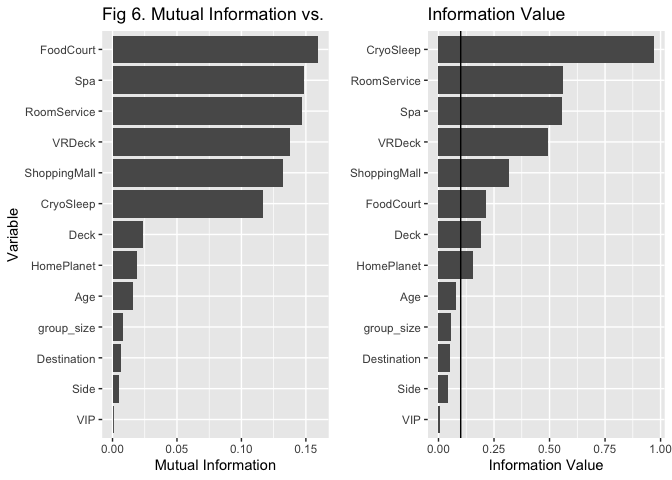 Fig 6. Mutual Information vs.
Variable
FoodCourt
Spa
RoomService
VRDeck
ShoppingMall
CryoSleep
Deck
HomePlanet
Age
group_size
Destination
Side
VIP
0.00 0.05 0.10 0.15
Mutual Information
Information Value
CryoSleep
RoomService
Spa
VRDeck
ShoppingMall
FoodCourt
Deck
HomePlanet
Age
group_size
Destination
Side
VIP
0.00 0.25 0.50 0.75 1.00
Information Value